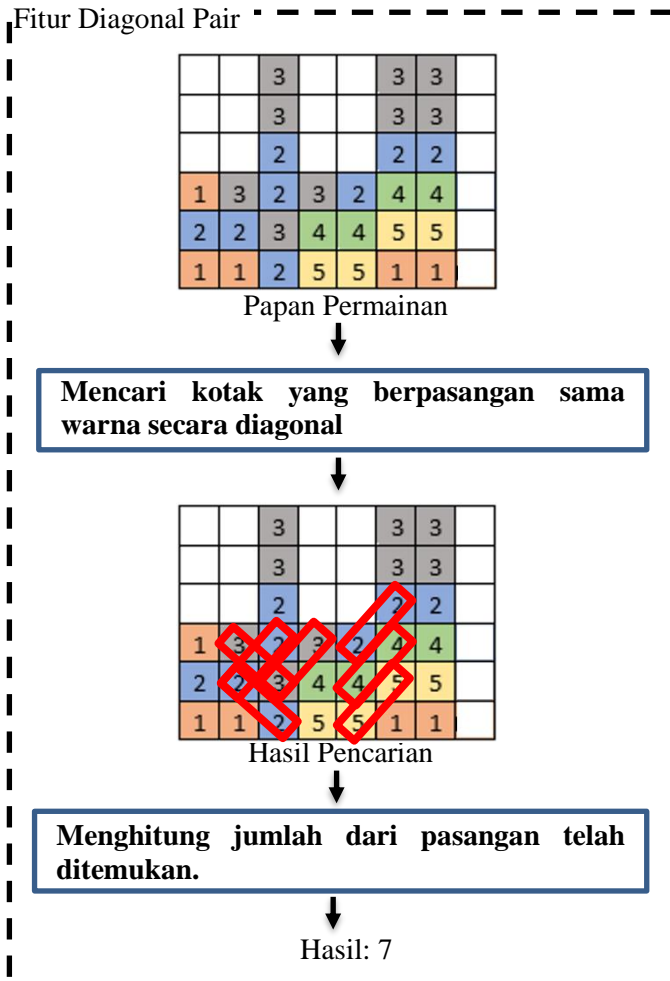 Fitur Diagonal Pair
3 3 3
3 3 3
2 2 2
1 3 2 3 2 4 4
2 2 3 4 4 5 5
1 1 2 5 5 1 1
Papan Permainan
Mencari kotak yang berpasangan sama
warna secara diagonal
3 3 3
3 3 3
2 2 2
1 3 2 3 2 4 4
2 2 3 4 4 5 5
1 1 2 5 5 1 1
Hasil Pencarian
Menghitung jumlah dari pasangan telah
ditemukan.
Hasil: 7